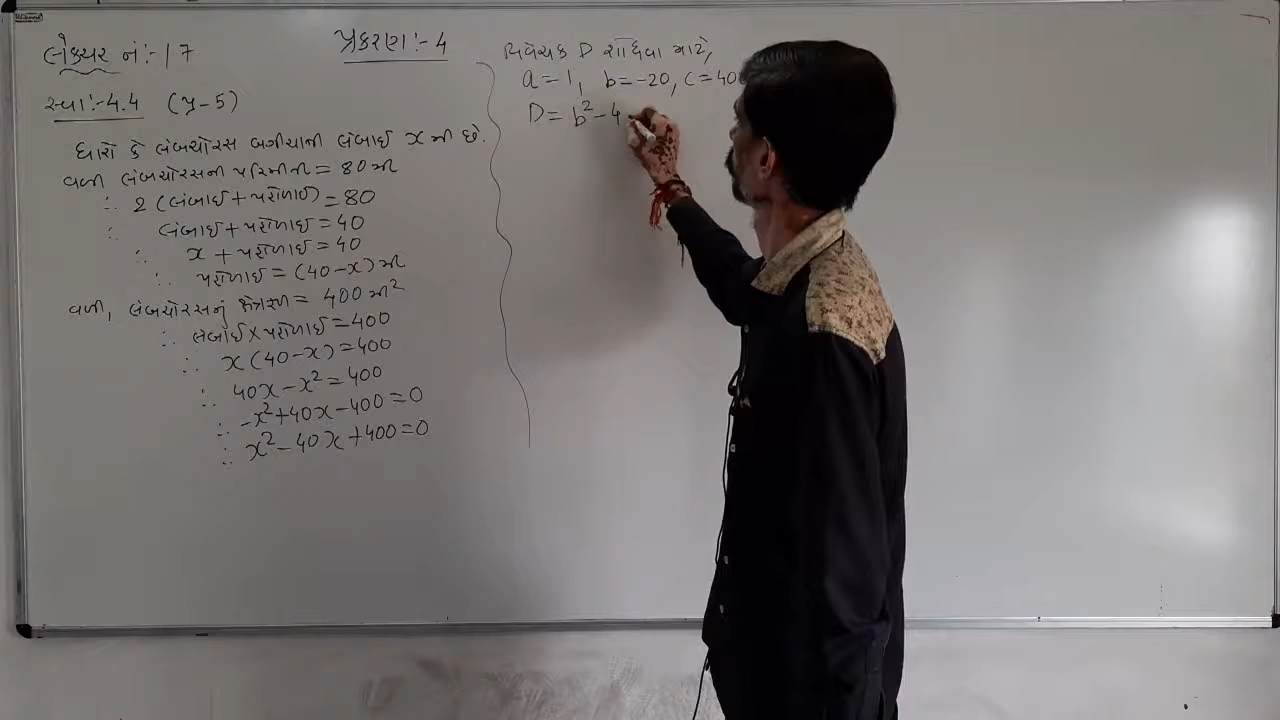 લેક્ચર નં:-17
પ્રકરણ:-4
સ્વા:-4.4 (પ્ર-5)
ધારો કે લંબચોરસ બગીચાની લંબાઈ x મી છે.
વળી લંબચોરસની પરિમિતી = 80 મી
∴ 2 (લંબાઈ + પહોળાઈ) = 80
∴ લંબાઈ + પહોળાઈ = 40
∴ x + પહોળાઈ = 40
∴ પહોળાઈ = (40-x) મી
વળી, લંબચોરસનું ક્ષેત્રફળ = 400 મી²
∴ લંબાઈ × પહોળાઈ = 400
∴ x (40-x) = 400
∴ 40x - x² = 400
∴ -x² + 40x - 400 = 0
∴ x² - 40x + 400 = 0
વિવેચક D શોધવા માટે,
a = 1, b = -20, c = 40
D = b² - 4